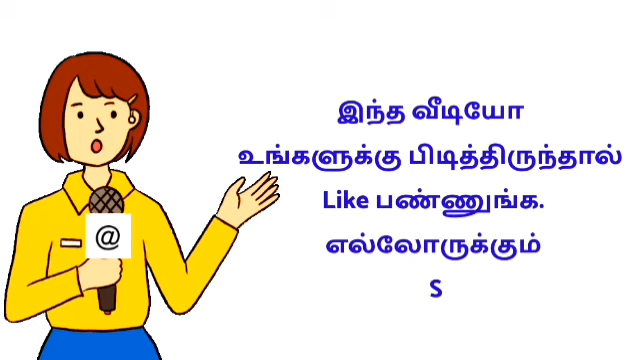 @
இந்த வீடியோ
உங்களுக்கு பிடித்திருந்தால்
Like பண்ணுங்க.
எல்லோருக்கும்
S